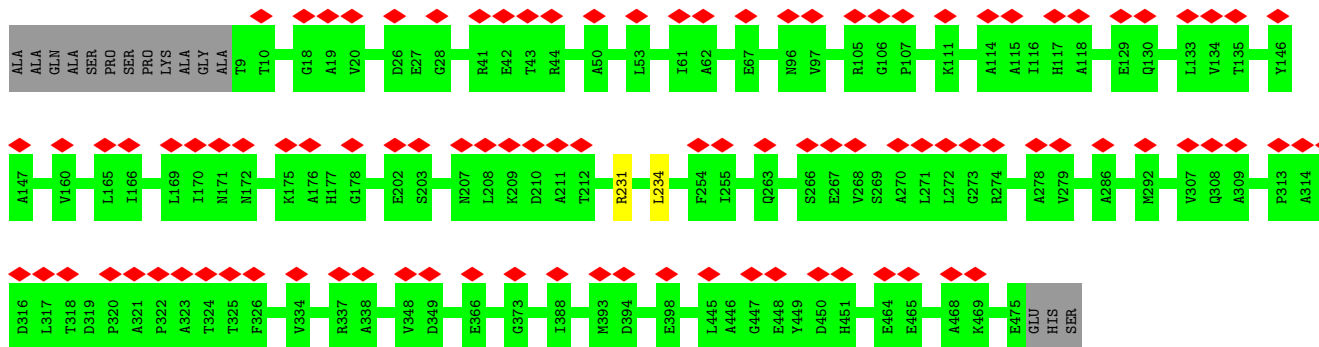 ALA ALA GLN ALA SER PRO SER PRO LYS ALA GLY ALA T9 T10 G18 A19 V20 D26 E27 G28 R41 E42 T43 R44 A50 L53 I61 A62 E67 N96 V97 R105 G106 P107 K111 A114 A115 I116 H117 A118 E129 Q130 L133 V134 T135 Y146
A147 V160 L165 I166 L169 I170 N171 N172 K175 A176 H177 G178 E202 S203 N207 L208 K209 D210 A211 T212 R231 L234 F254 I255 Q263 S266 E267 V268 S269 A270 L271 L272 G273 R274 A278 V279 A286 M292 V307 Q308 A309 P313 A314
D316 L317 T318 D319 P320 A321 P322 A323 T324 T325 F326 V334 R337 A338 V348 D349 E366 G373 I388 M393 D394 E398 L445 A446 G447 E448 Y449 D450 H451 E464 E465 A468 K469 E475 GLU HIS SER